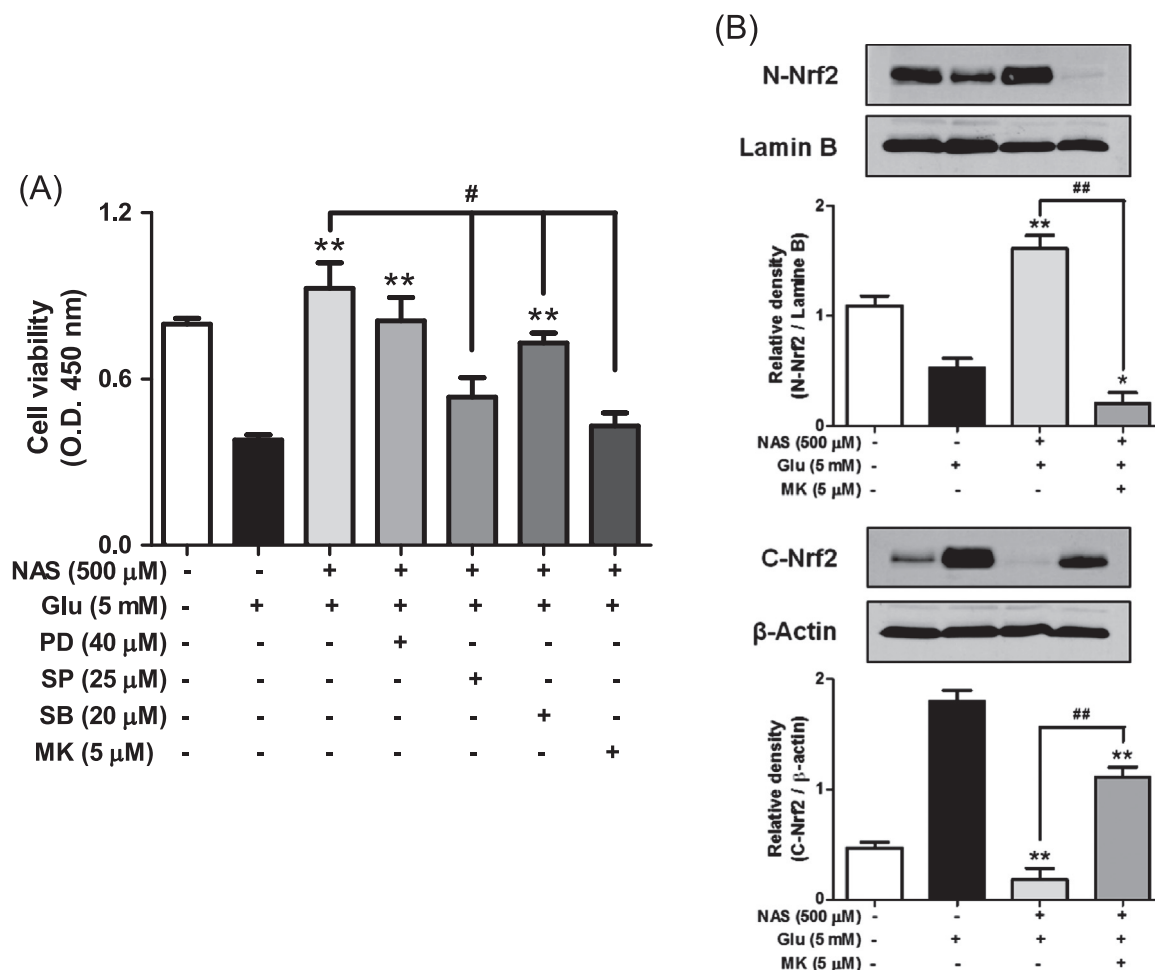 (A)
#
1.2
**
**
**
0.6
0.0
Cell viability
(O.D. 450 nm)
NAS (500 μM) - - + + + + +
Glu (5 mM) - + + + + + +
PD (40 μM) - - - + - - -
SP (25 μM) - - - - + - -
SB (20 μM) - - - - - + -
MK (5 μM) - - - - - - +
(B)
N-Nrf2
Lamin B
##
2
**
1
*
0
Relative density
(N-Nrf2 / Lamine B)
NAS (500 μM) - - + +
Glu (5 mM) - + + +
MK (5 μM) - - - +
C-Nrf2
β-Actin
##
2
**
1
**
0
Relative density
(C-Nrf2 / β-actin)
NAS (500 μM) - - + +
Glu (5 mM) - + + +
MK (5 μM) - - - +